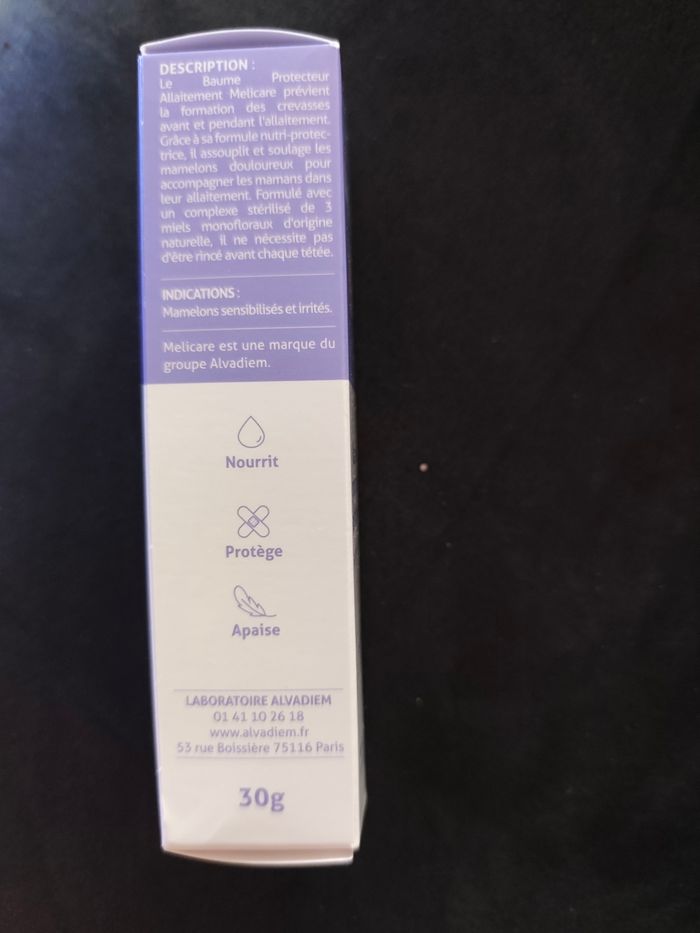 DESCRIPTION :
Le Baume Protecteur
Allaitement Melicare prévient
la formation des crevasses
avant et pendant l'allaitement.
Grâce à sa formule nutri-protec-
trice, il assouplit et soulage les
mamelons douloureux pour
accompagner les mamans dans
leur allaitement. Formulé avec
un complexe stérilisé de 3
miels monofloraux d'origine
naturelle, il ne nécessite pas
d'être rincé avant chaque tétée.
INDICATIONS :
Mamelons sensibilisés et irrités.
Melicare est une marque du
groupe Alvadiem.
Nourrit
Protège
Apaise
LABORATOIRE ALVADIEM
01 41 10 26 18
www.alvadiem.fr
53 rue Boissière 75116 Paris
30g